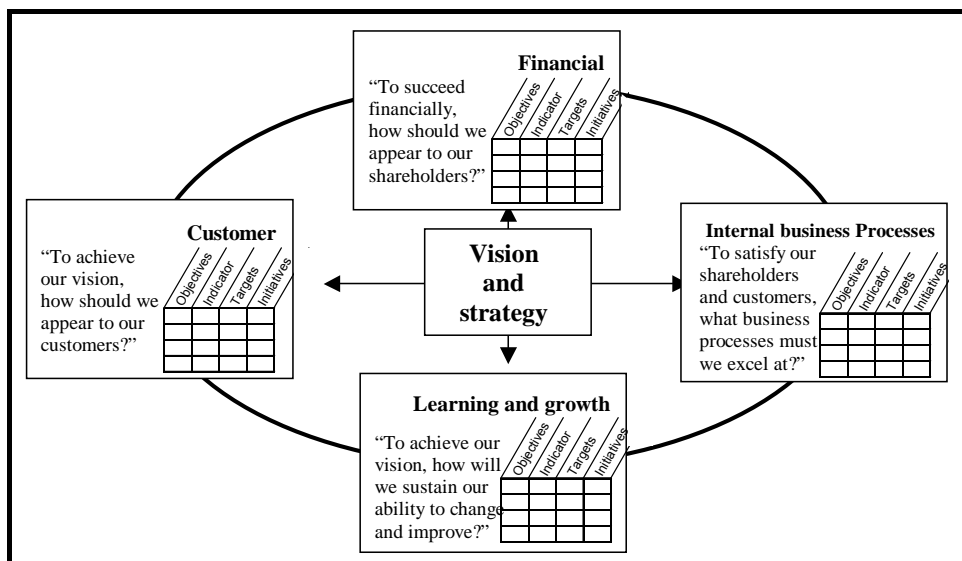 Financial
“To succeed
financially,
how should we
appear to our
shareholders?”
Objectives
Indicator
Targets
Initiatives
Customer
“To achieve
our vision,
how should we
appear to our
customers?”
Objectives
Indicator
Targets
Initiatives
Vision
and
strategy
Internal business Processes
“To satisfy our
shareholders
and customers,
what business
processes must
we excel at?”
Objectives
Indicator
Targets
Initiatives
Learning and growth
“To achieve our
vision, how will
we sustain our
ability to change
and improve?”
Objectives
Indicator
Targets
Initiatives